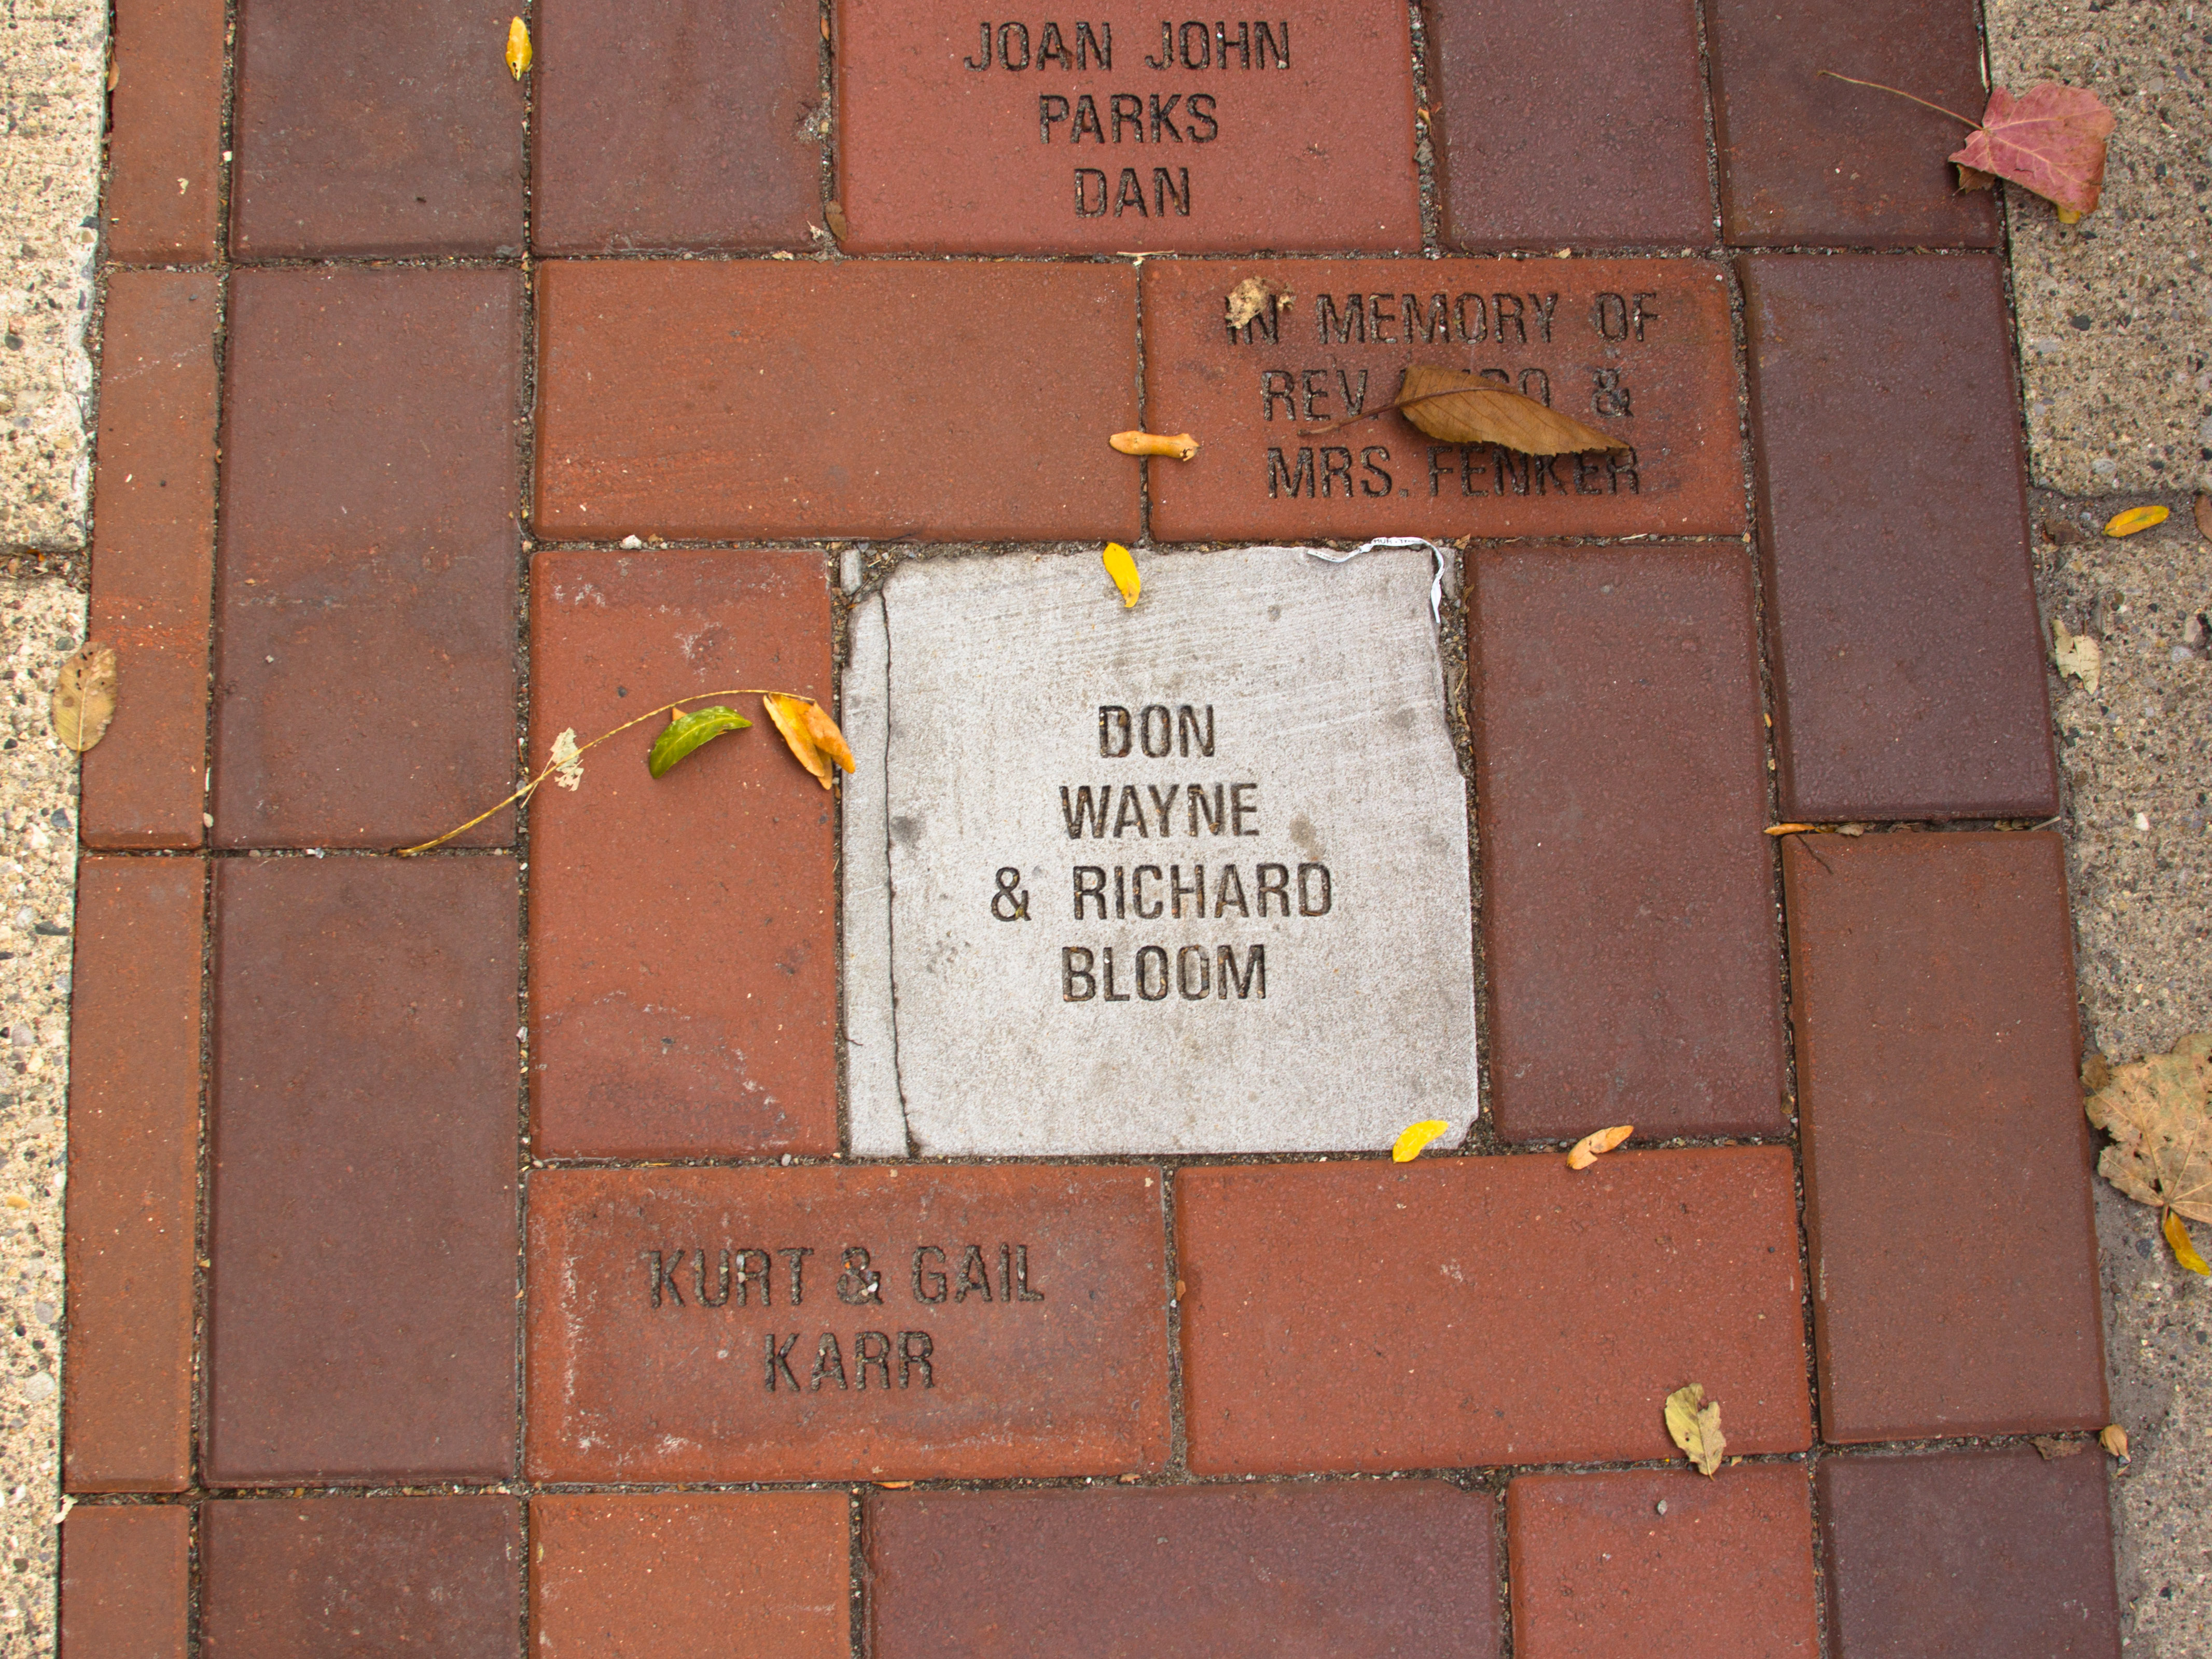 JOAN JOHN
PARKS
DAN
IN MEMORY OF
REV. &
MRS. FENKER
DON
WAYNE
& RICHARD
BLOOM
KURT & GAIL
KARR